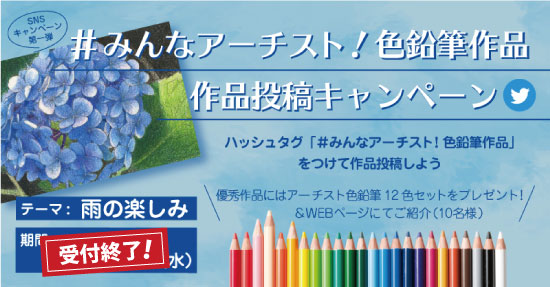 SNS
キャンペーン
第一弾
#みんなアーチスト!色鉛筆作品
作品投稿キャンペーン
ハッシュタグ「#みんなアーチスト!色鉛筆作品」
をつけて作品投稿しよう
優秀作品にはアーチスト色鉛筆12色セットをプレゼント!
&WEBページにてご紹介(10名様)
テーマ:雨の楽しみ
期間
受付終了!
水)